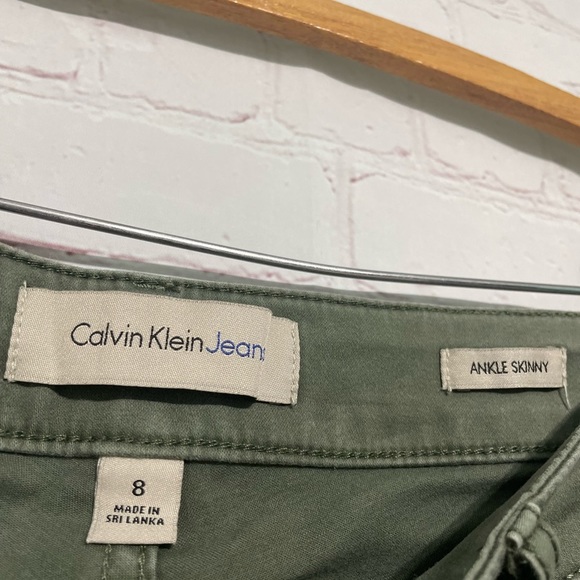 Calvin Klein Jeans
ANKLE SKINNY
8
MADE IN
SRI LANKA